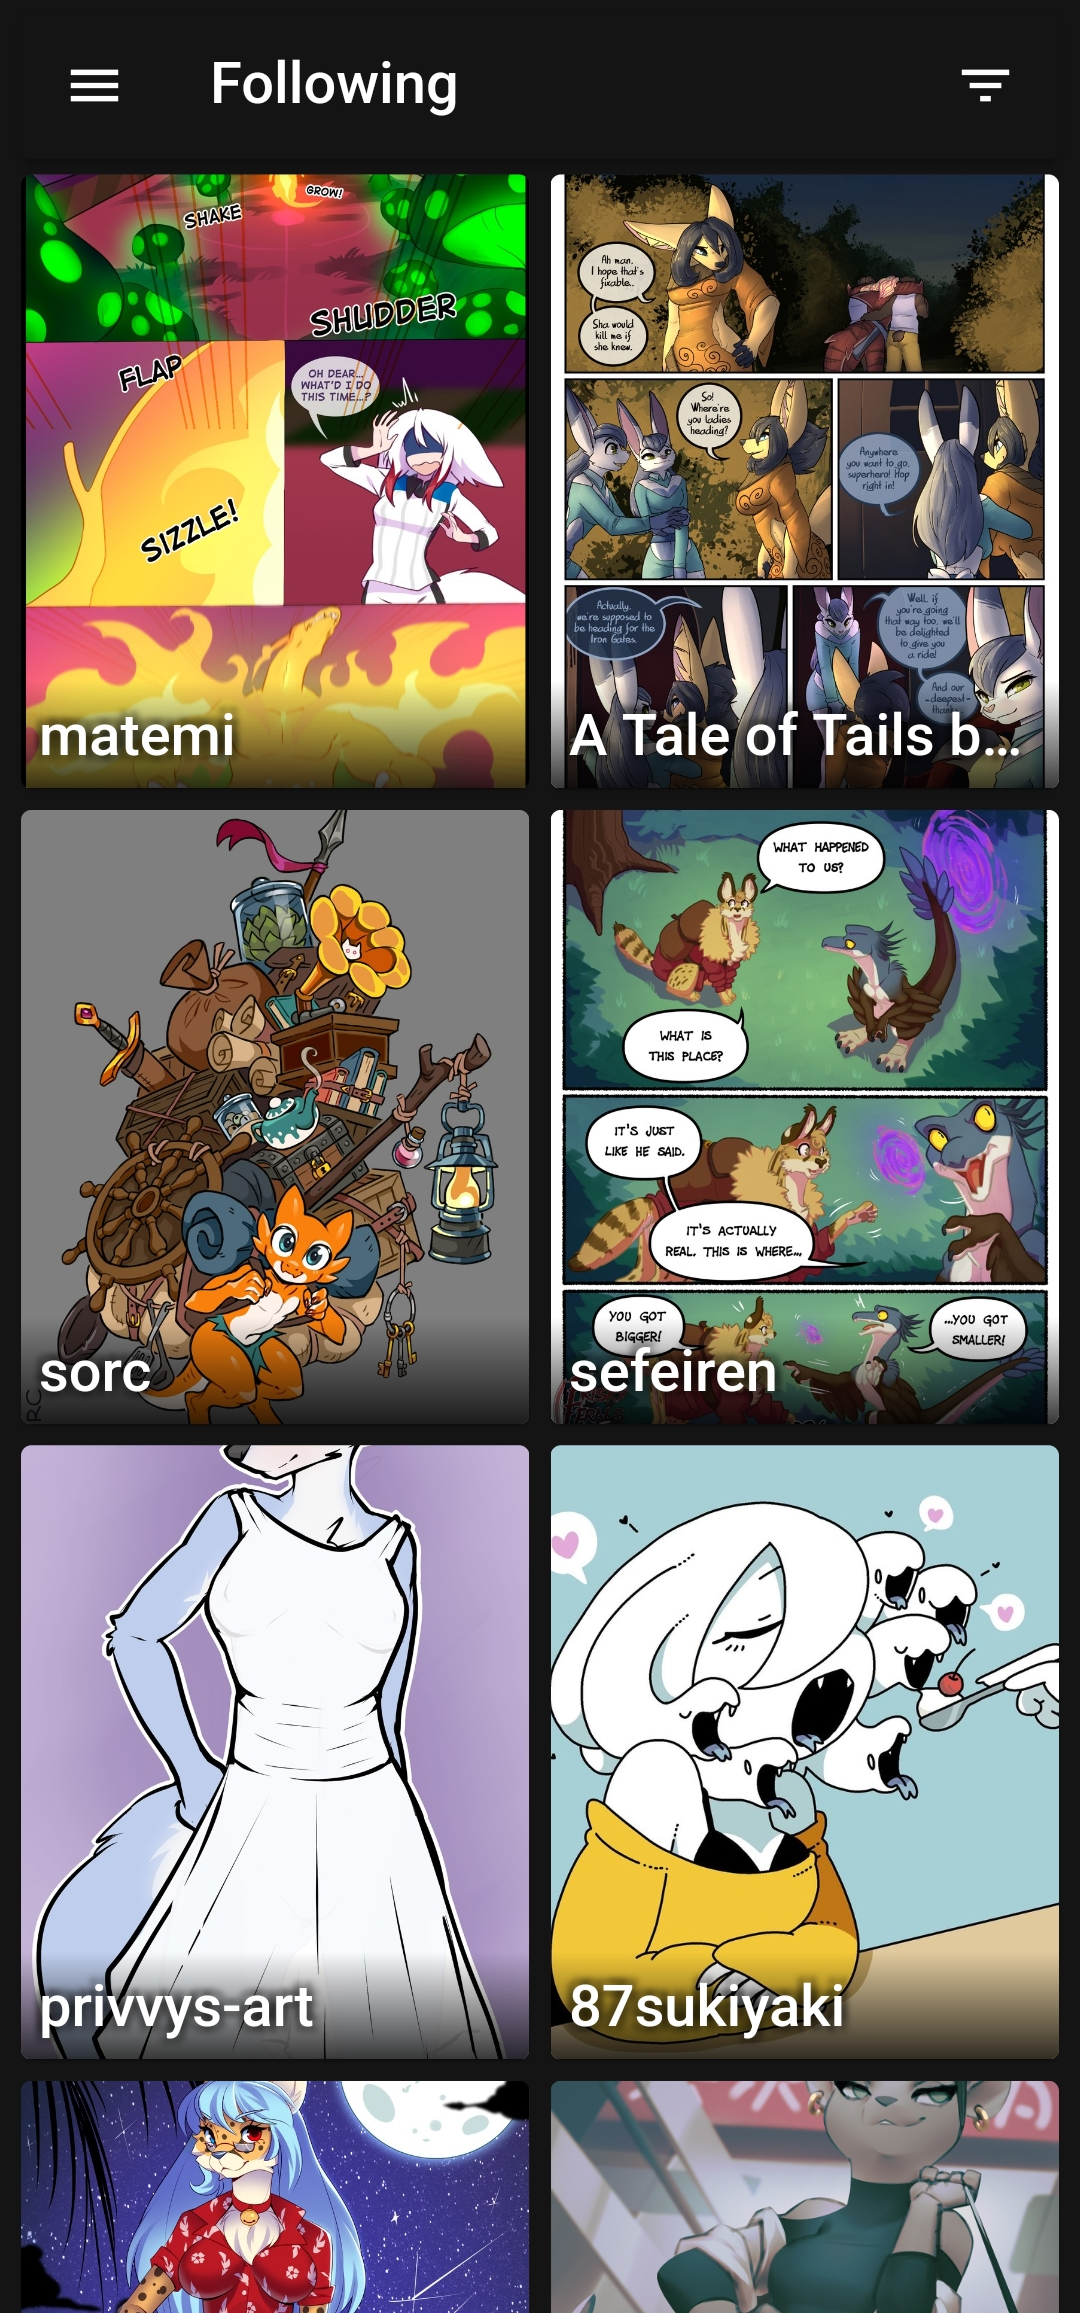 Following
GROW!
SHAKE
SHUDDER
FLAP
OH DEAR...
WHAT'D I DO
THIS TIME...?
SIZZLE!
matemi
Ah man,
I hope that's
fixable..
Sha would
kill me if
she knew.
So!
Where're
you ladies
heading?
Anywhere
you want to go,
superhero! Hop
right in!
Actually,
we're supposed to
be heading for the
Iron Gates.
Well, if
you're going
that way too, we'll
be delighted
to give you
a ride!
And our
-deepest-
A Tale of Tails b...
RC
sorc
WHAT HAPPENED
TO US?
WHAT IS
THIS PLACE?
IT'S JUST
LIKE HE SAID.
IT'S ACTUALLY
REAL. THIS IS WHERE...
YOU GOT
BIGGER!
...YOU GOT
SMALLER!
sefeiren
privvys-art
87sukiyaki